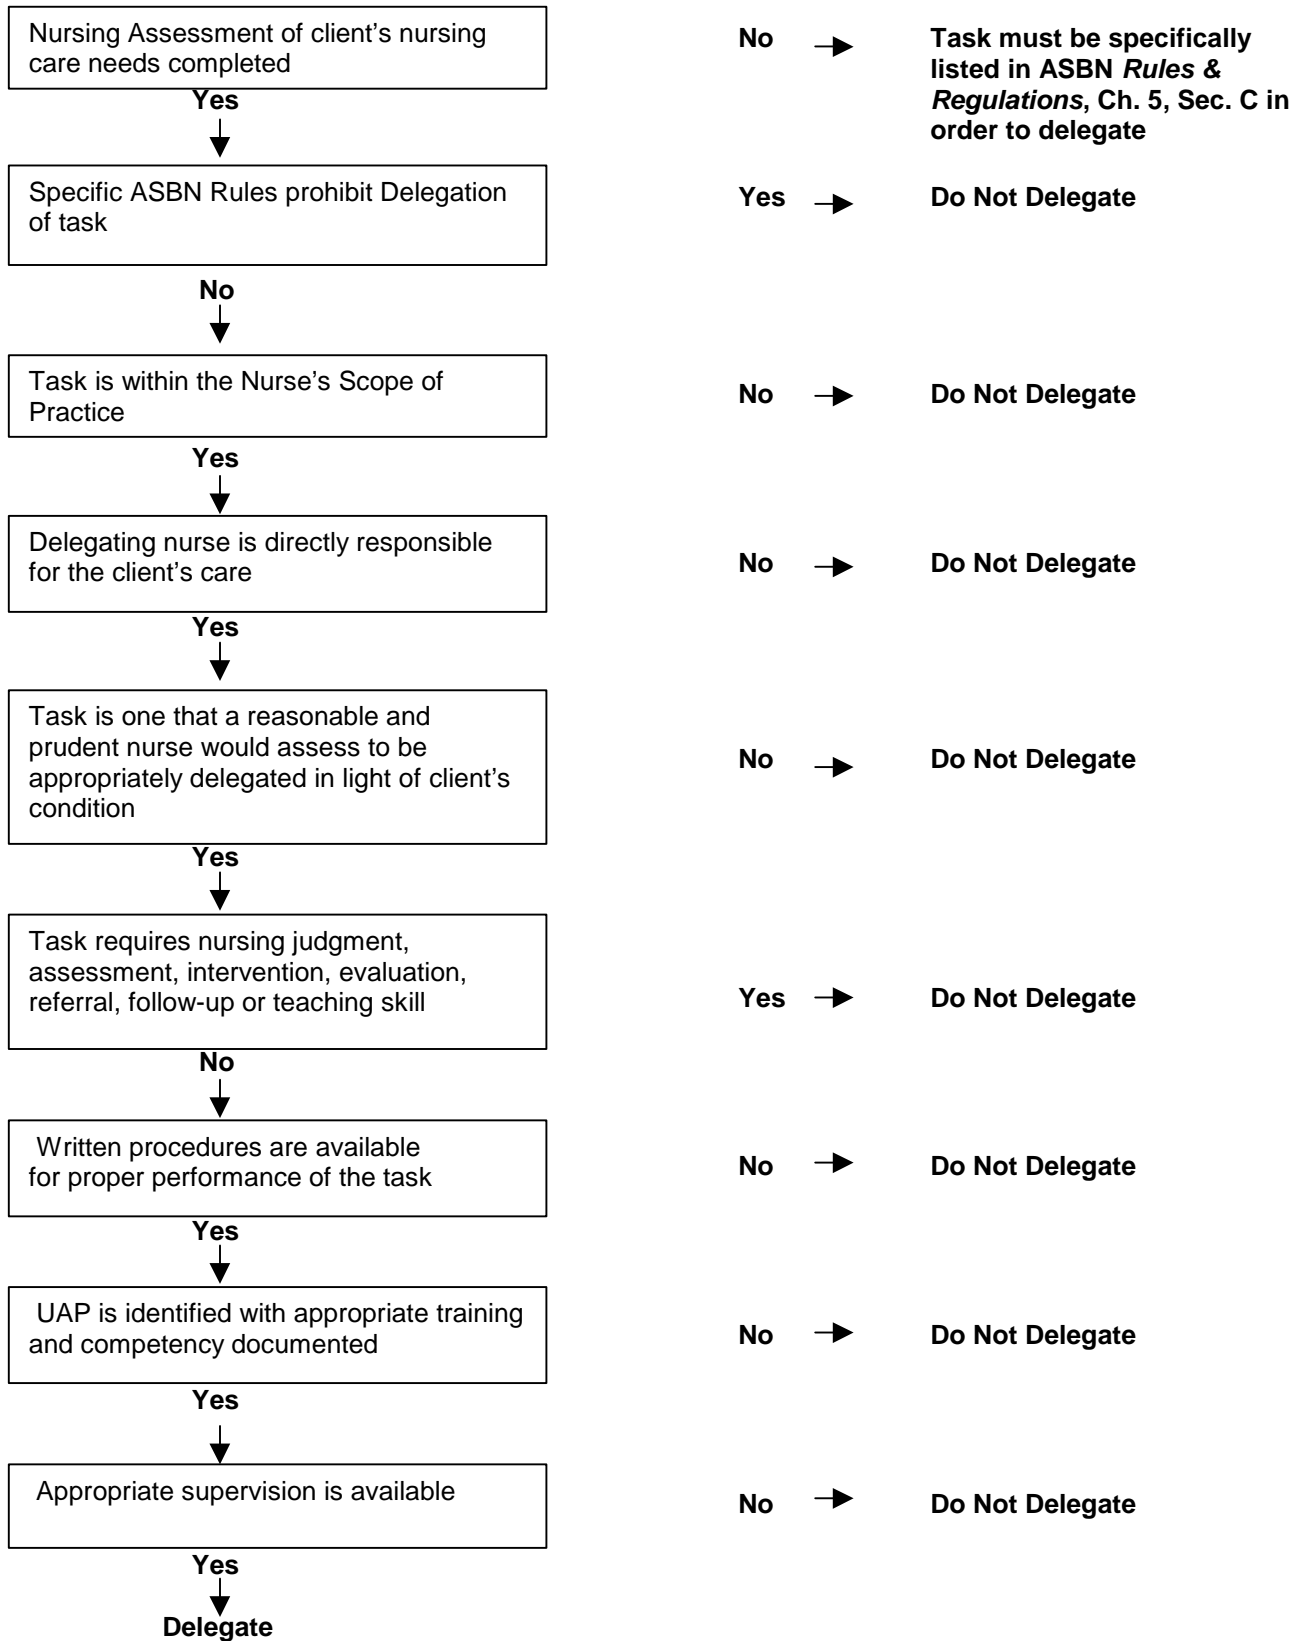 Nursing Assessment of client's nursing
care needs completed
No
Task must be specifically
listed in ASBN Rules &
Regulations, Ch. 5, Sec. C in
order to delegate
Yes
Specific ASBN Rules prohibit Delegation
of task
Yes
Do Not Delegate
No
Task is within the Nurse's Scope of
Practice
No
Do Not Delegate
Yes
Delegating nurse is directly responsible
for the client's care
No
Do Not Delegate
Yes
Task is one that a reasonable and
prudent nurse would assess to be
appropriately delegated in light of client's
condition
No
Do Not Delegate
Yes
Task requires nursing judgment,
assessment, intervention, evaluation,
referral, follow-up or teaching skill
Yes
Do Not Delegate
No
Written procedures are available
for proper performance of the task
No
Do Not Delegate
Yes
UAP is identified with appropriate training
and competency documented
No
Do Not Delegate
Yes
Appropriate supervision is available
No
Do Not Delegate
Yes
Delegate